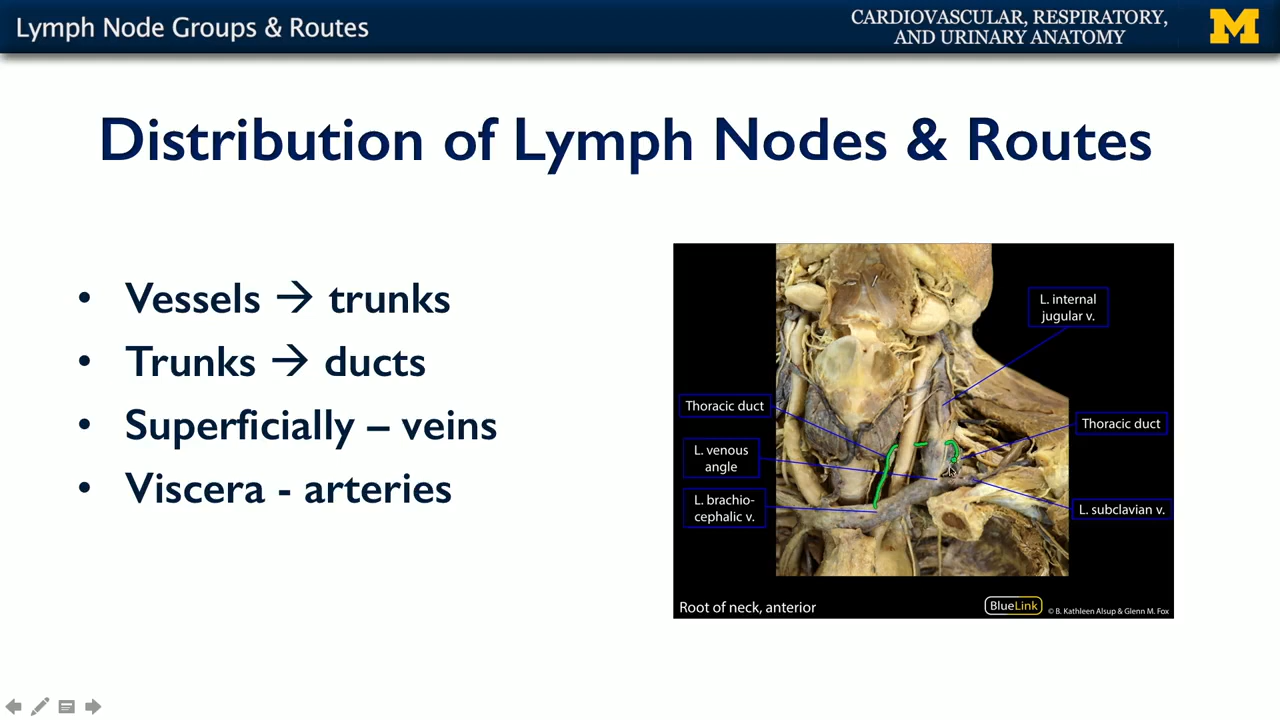 Lymph Node Groups & Routes
CARDIOVASCULAR, RESPIRATORY,
AND URINARY ANATOMY
M
Distribution of Lymph Nodes & Routes
• Vessels → trunks
• Trunks → ducts
• Superficially – veins
• Viscera - arteries
L. internal
jugular v.
Thoracic duct
Thoracic duct
L. venous
angle
L. brachio-
cephalic v.
L. subclavian v.
Root of neck, anterior
BlueLink
© B. Kathleen Alsup & Glenn M. Fox